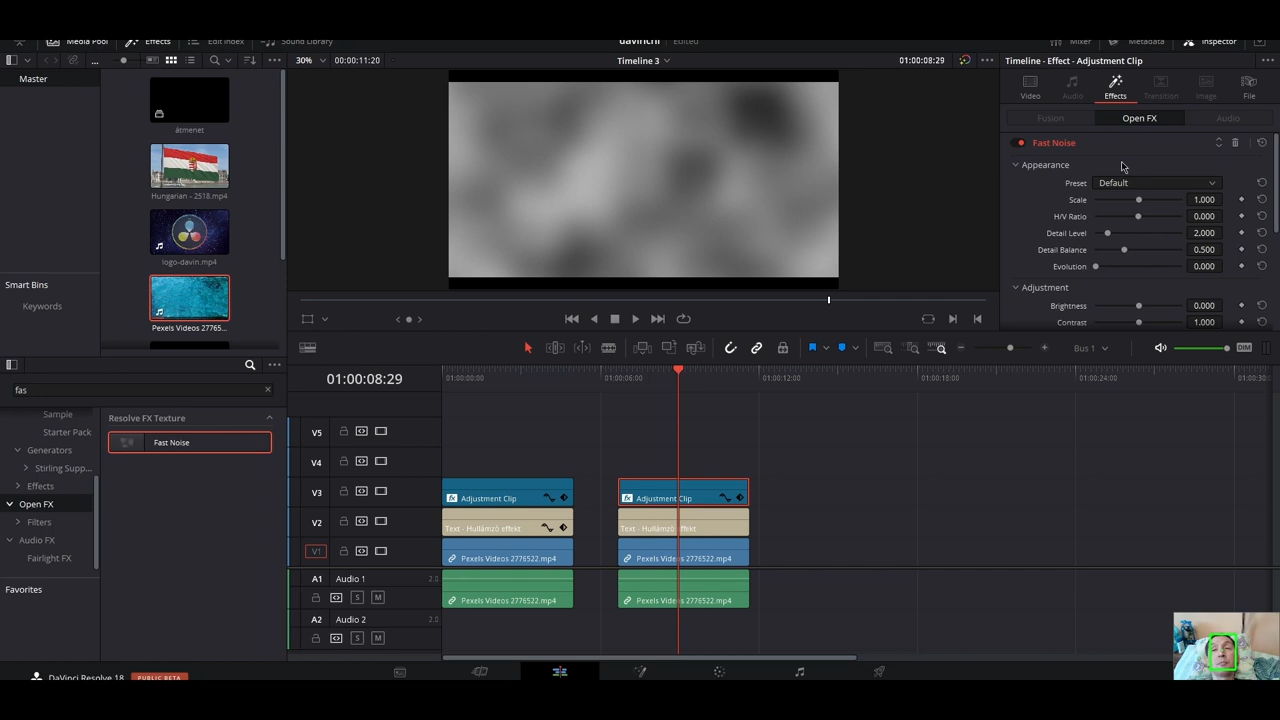 Media Pool Effects Edit Index Sound Library davinchi Edited Mixer Metadata Inspector
... 30% 00:00:11:20 Timeline 3 01:00:08:29 Timeline - Effect - Adjustment Clip
Master
átmenet
Hungarian - 2518.mp4
logo-davin.mp4
Pexels Videos 27765...
Smart Bins
Keywords
Video Audio Effects Transition Image File
Fusion Open FX Audio
Fast Noise
Appearance
Preset Default
Scale 1.000
H/V Ratio 0.000
Detail Level 2.000
Detail Balance 0.500
Evolution 0.000
Adjustment
Brightness 0.000
Contrast 1.000
Bus 1 DIM
fas
Sample
Starter Pack
Generators
Stirling Supp...
Effects
Open FX
Filters
Audio FX
Fairlight FX
Favorites
Resolve FX Texture
Fast Noise
01:00:08:29 01:00:00:00 01:00:06:00 01:00:12:00 01:00:18:00 01:00:24:00 01:00:30:0
V5
V4
V3 Adjustment Clip Adjustment Clip
V2 Text - Hullámzó effekt Text - Hullámzó effekt
V1 Pexels Videos 2776522.mp4 Pexels Videos 2776522.mp4
A1 Audio 1 2.0
S M Pexels Videos 2776522.mp4 Pexels Videos 2776522.mp4
A2 Audio 2 2.0
S M
DaVinci Resolve 18 PUBLIC BETA